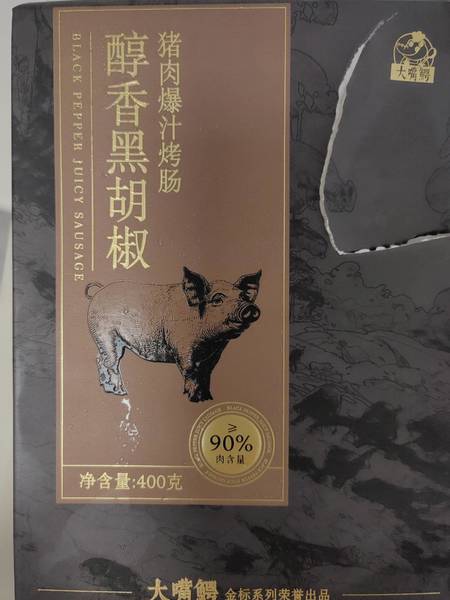 大嘴鳄
猪肉爆汁烤肠
醇香黑胡椒
BLACK PEPPER JUICY SAUSAGE
≥
90%
肉含量
净含量:400克
大嘴鳄 金标系列荣誉出品